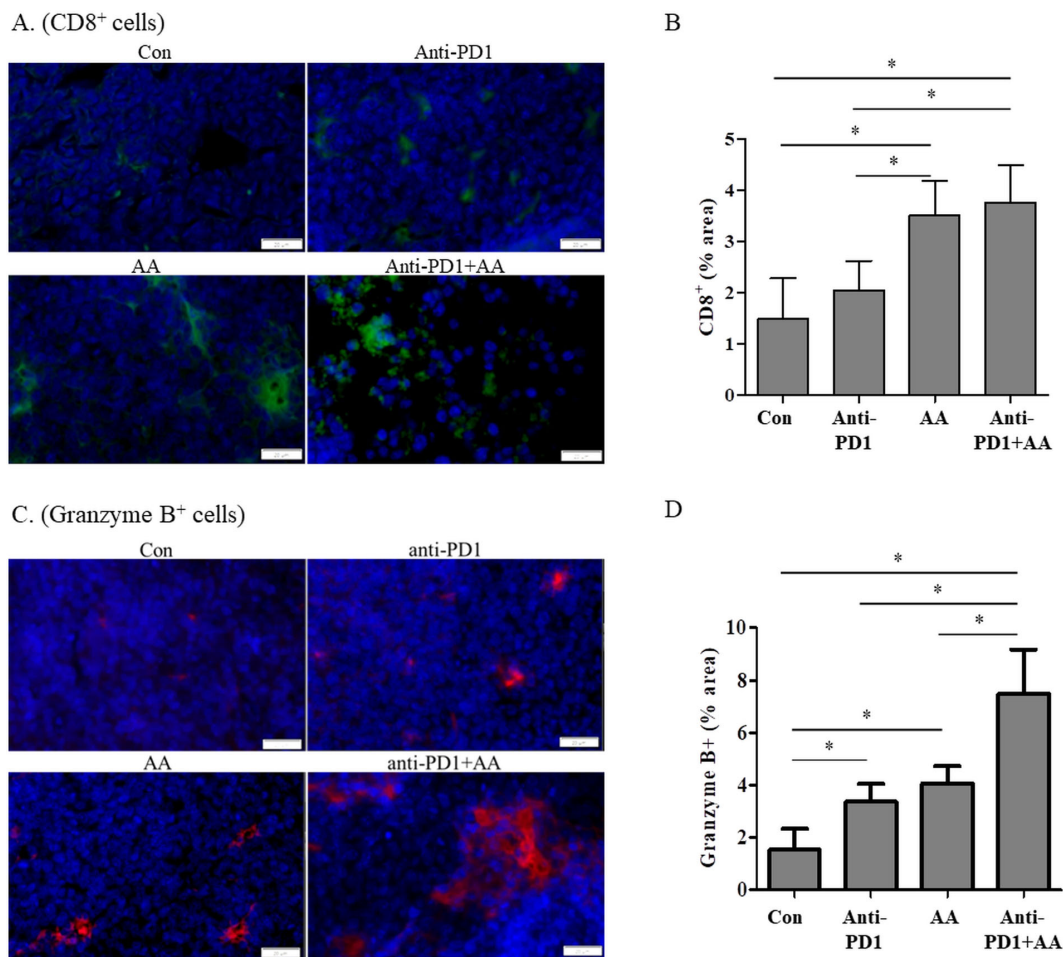 A. (CD8⁺ cells)
Con
Anti-PD1
AA
Anti-PD1+AA
B
*
*
*
*
5
4
3
2
1
0
CD8⁺ (% area)
Con
Anti-
PD1
AA
Anti-
PD1+AA
C. (Granzyme B⁺ cells)
Con
anti-PD1
AA
anti-PD1+AA
D
*
*
*
*
*
10
8
6
4
2
0
Granzyme B+ (% area)
Con
Anti-
PD1
AA
Anti-
PD1+AA